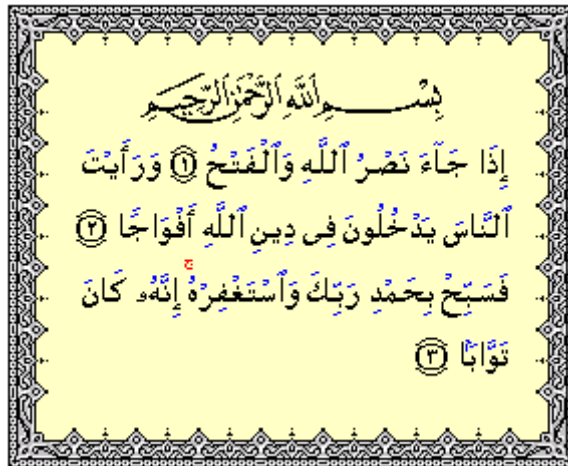 بِسْمِ ٱللَّهِ ٱلرَّحْمَٰنِ ٱلرَّحِيمِ
إِذَا جَآءَ نَصْرُ ٱللَّهِ وَٱلْفَتْحُ ١ وَرَأَيْتَ
ٱلنَّاسَ يَدْخُلُونَ فِى دِينِ ٱللَّهِ أَفْوَاجًا ٢
فَسَبِّحْ بِحَمْدِ رَبِّكَ وَٱسْتَغْفِرْهُ ۚ إِنَّهُۥ كَانَ
تَوَّابًۢا ٣